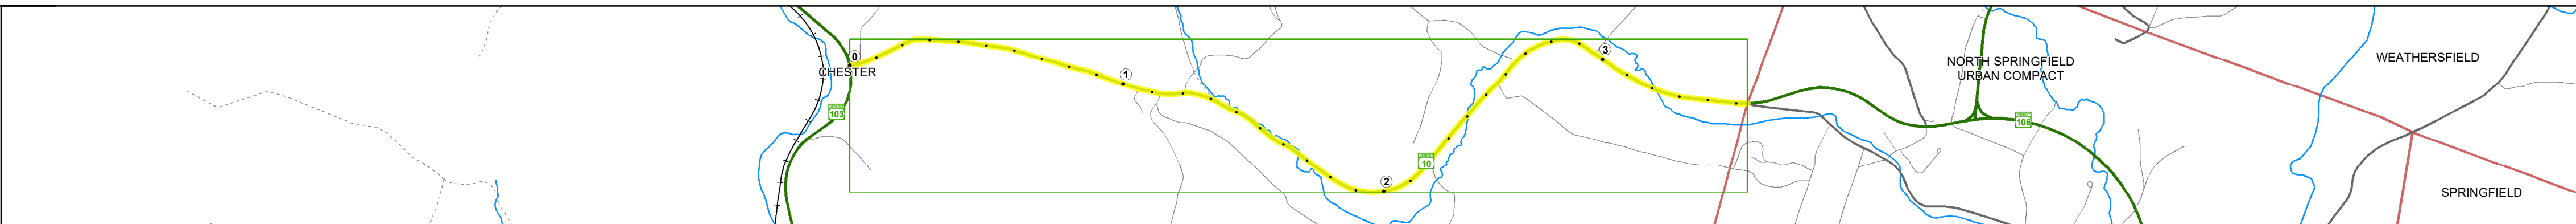 0
CHESTER
103
1
2
10
3
NORTH SPRINGFIELD
URBAN COMPACT
106
WEATHERSFIELD
SPRINGFIELD